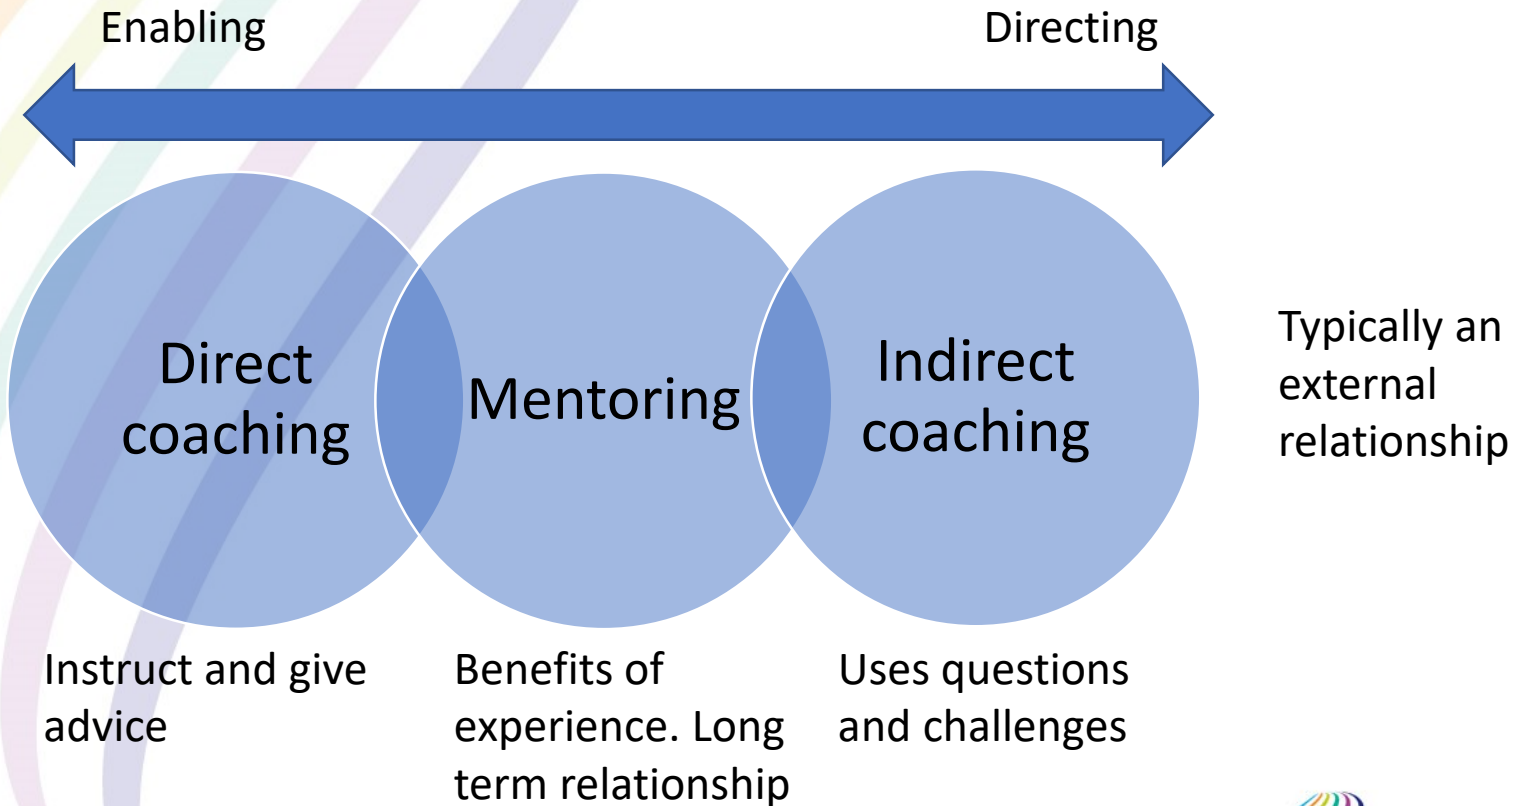 Enabling
Directing
Direct
coaching
Mentoring
Indirect
coaching
Typically an
external
relationship
Instruct and give
advice
Benefits of
experience. Long
term relationship
Uses questions
and challenges